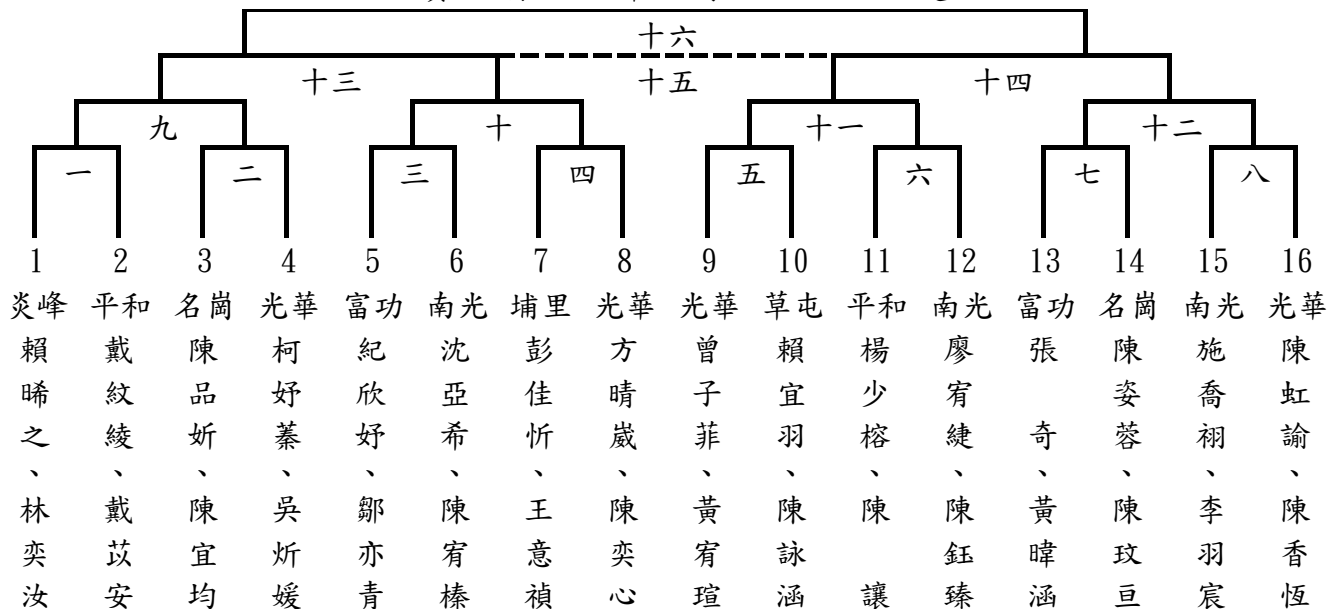 十六
十三 十五 十四
九 十 十一 十二
一 二 三 四 五 六 七 八
1 2 3 4 5 6 7 8 9 10 11 12 13 14 15 16
炎峰 平和 名崗 光華 富功 南光 埔里 光華 光華 草屯 平和 南光 富功 名崗 南光 光華
賴 戴 陳 柯 紀 沈 彭 方 曾 賴 楊 廖 張 陳 施 陳
晞 紋 品 妤 欣 亞 佳 晴 子 宜 少 宥 姿 喬 虹
之 綾 妡 蓁 妤 希 忻 崴 菲 羽 榕 緁 奇 蓉 祤 諭
、 、 、 、 、 、 、 、 、 、 、 、 、 、 、 、
林 戴 陳 吳 鄒 陳 王 陳 黃 陳 陳 陳 黃 陳 李 陳
奕 苡 宜 炘 亦 宥 意 奕 宥 詠 鈺 暐 玟 羽 香
汝 安 均 媛 青 榛 禎 心 瑄 涵 讓 臻 涵 亘 宸 恆